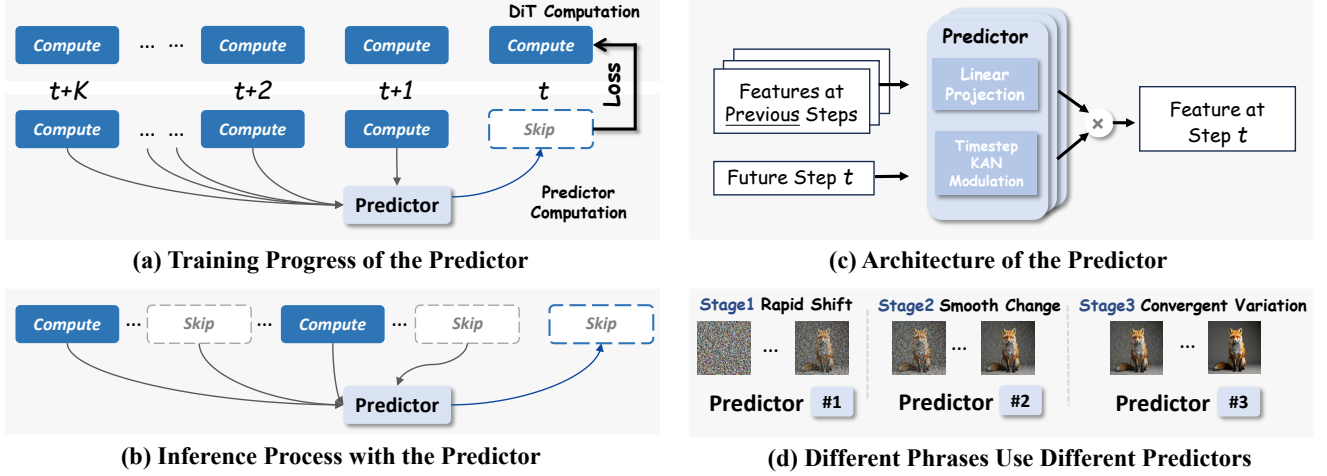 DiT Computation
Compute ... ... Compute Compute Compute
t+K t+2 t+1 t
Loss
Compute ... ... Compute Compute Skip
Predictor
Predictor
Computation
(a) Training Progress of the Predictor
Compute ... Skip ... Compute ... Skip Skip
Predictor
(b) Inference Process with the Predictor
Predictor
Features at
Previous Steps
Linear
Projection
Future Step t
Timestep
KAN
Modulation
×
Feature at
Step t
(c) Architecture of the Predictor
Stage1 Rapid Shift
...
Predictor #1
Stage2 Smooth Change
...
Predictor #2
Stage3 Convergent Variation
...
Predictor #3
(d) Different Phrases Use Different Predictors